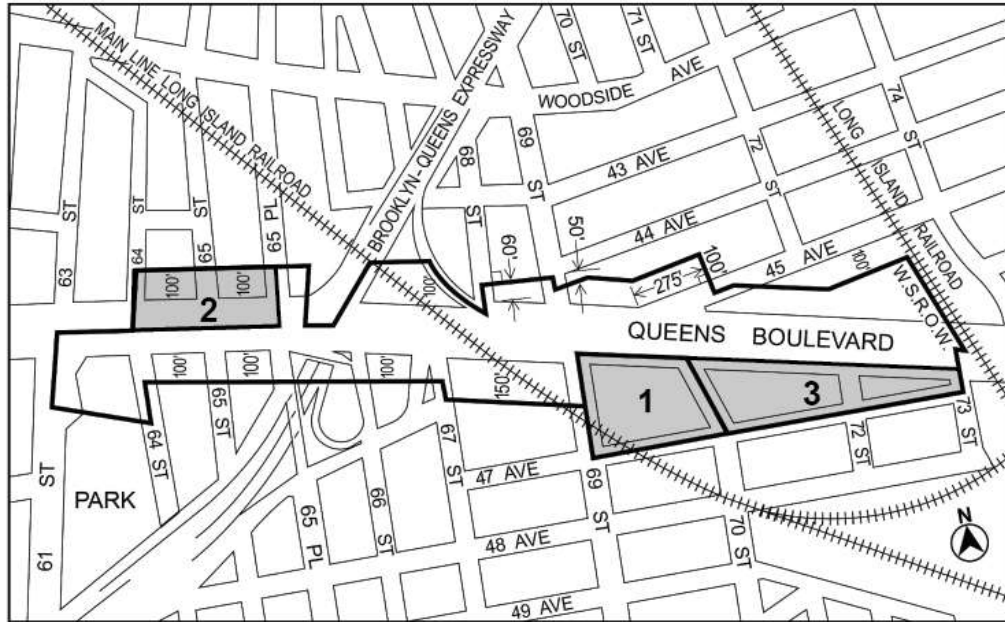 MAIN LINE LONG ISLAND RAILROAD
BROOKLYN-QUEENS EXPRESSWAY
70 ST
71 ST
WOODSIDE AVE
LONG ISLAND RAILROAD
74 ST
68 ST
69 ST
43 AVE
72 ST
63 ST
64 ST
65 ST
65 PL
44 AVE
50'
60'
45 AVE
100'
100'
275'
W.S.R.O.W.
100'
100'
100'
2
QUEENS BOULEVARD
100'
100'
100'
150'
1
3
65 ST
64 ST
67 ST
47 AVE
72 ST
73 ST
61 ST
PARK
66 ST
65 PL
69 ST
70 ST
48 AVE
49 AVE
N